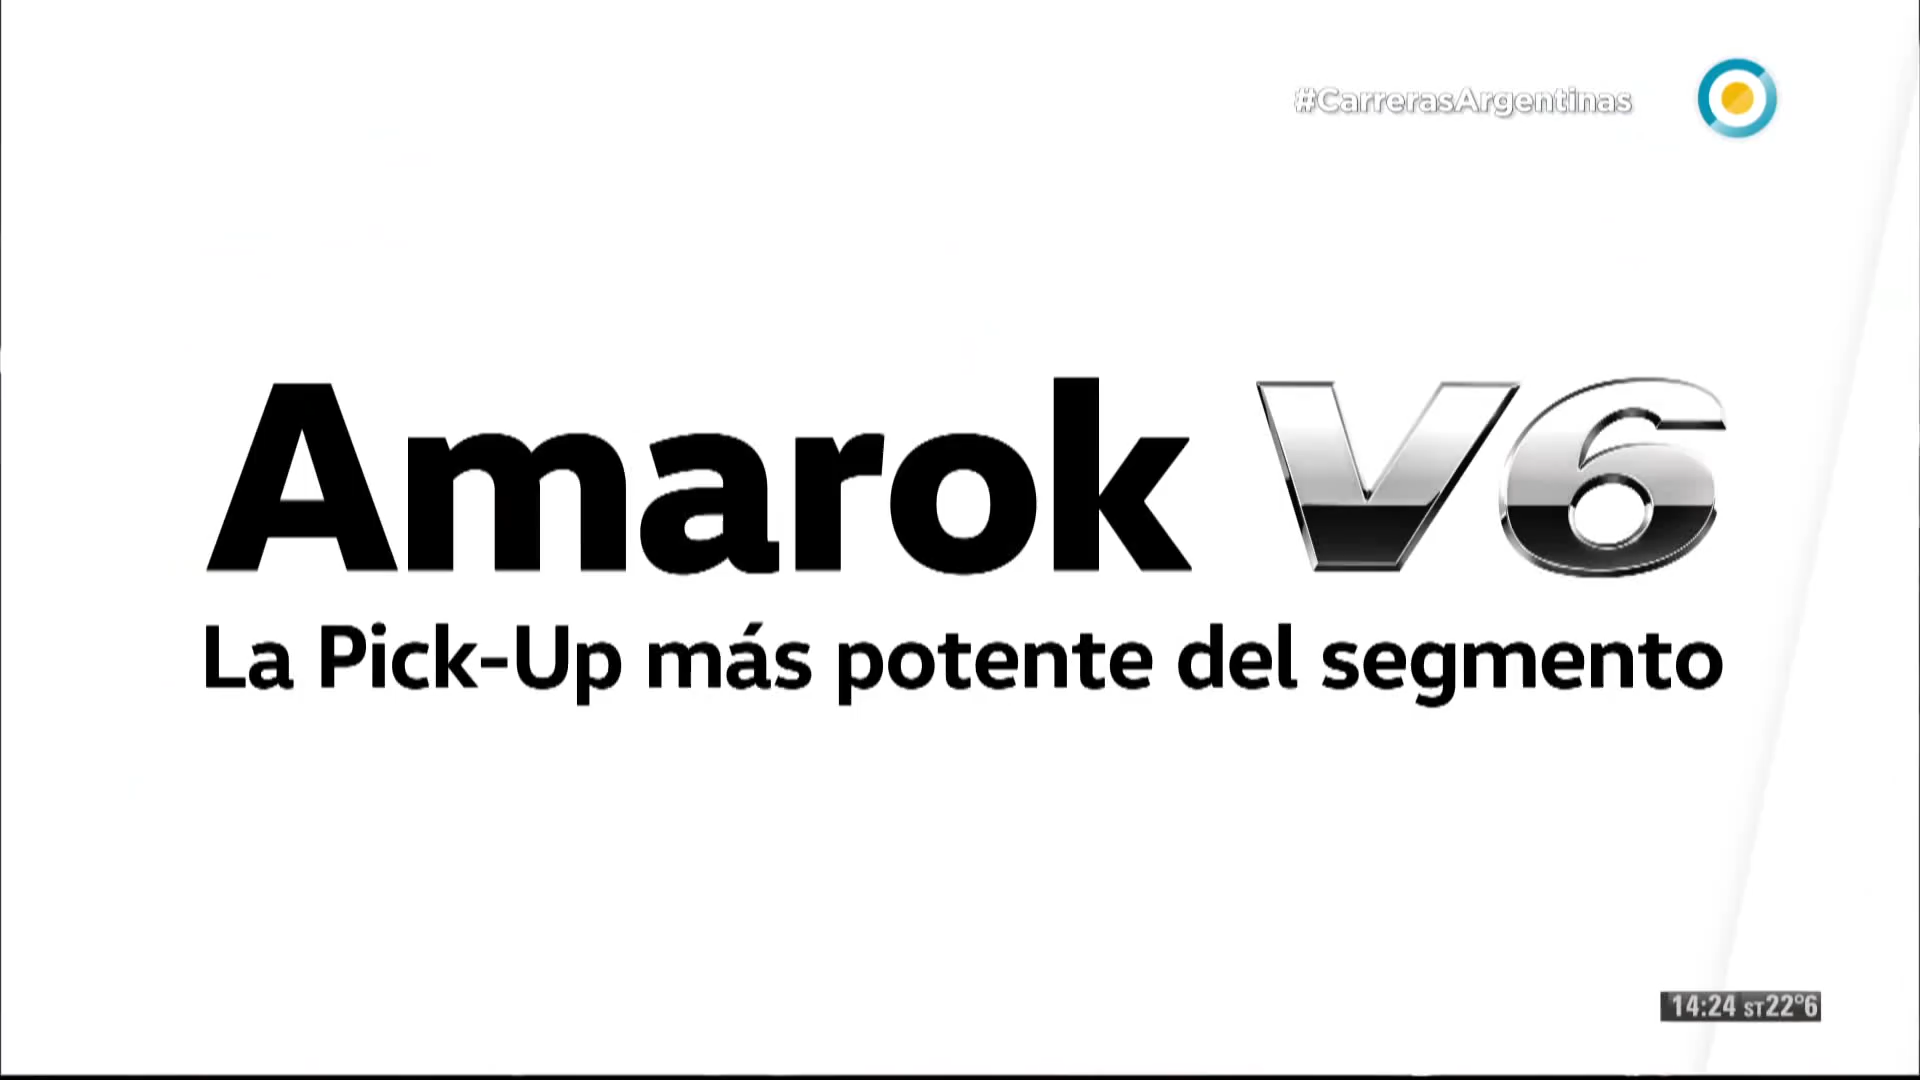 #CarrerasArgentinas
Amarok V6
La Pick-Up más potente del segmento
14:24 ST22°6